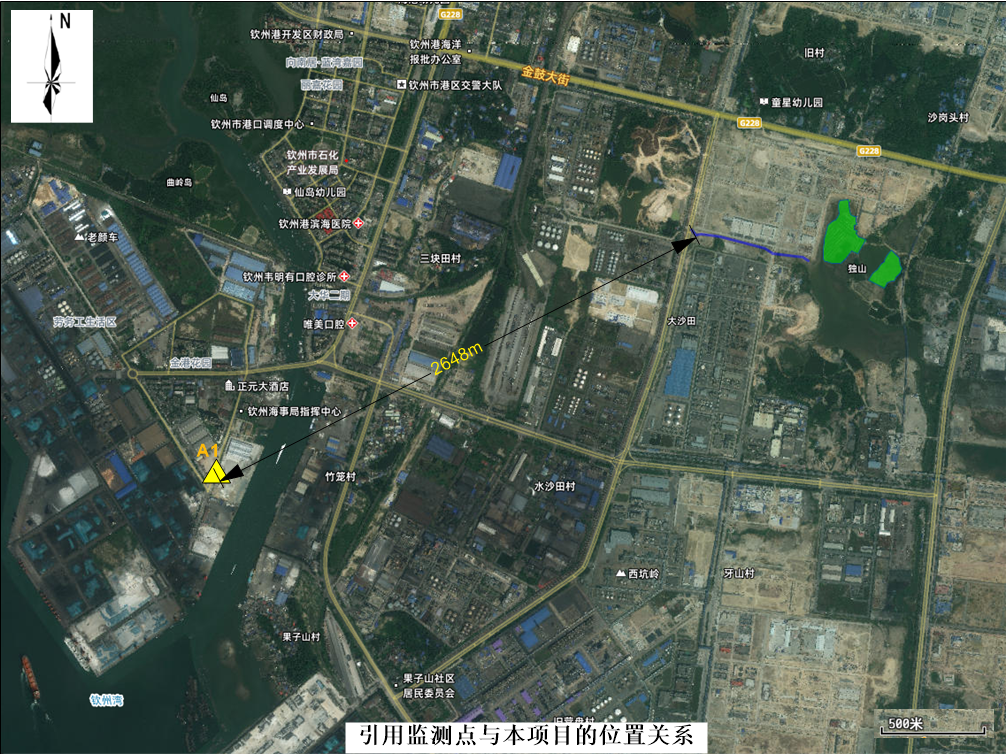 N
G228
钦州港开发区财政局
钦州港海洋
报批办公室
旧村
向南居·蓝湾嘉园
丽嘉花园
钦州市港区交警大队
金鼓大街
仙岛
童星幼儿园
沙岗头村
钦州市港口调度中心
G228
G228
钦州市石化
产业发展局
曲岭岛
仙岛幼儿园
钦州港滨海医院
老颜车
三块田村
独山
钦州韦明有口腔诊所
大华二期
劳务工生活区
唯美口腔
大沙田
2648m
金港花园
正元大酒店
钦州海事局指挥中心
A1
竹笼村
水沙田村
西坑岭
牙山村
果子山村
果子山社区
居民委员会
钦州湾
旧营盘村
500米
引用监测点与本项目的位置关系